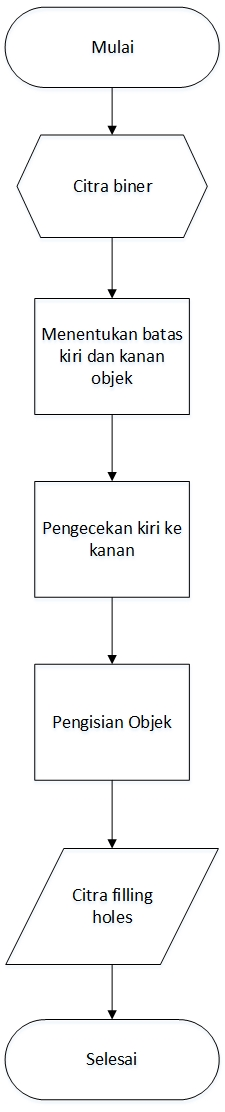 Mulai
Citra biner
Menentukan batas
kiri dan kanan
objek
Pengecekan kiri ke
kanan
Pengisian Objek
Citra filling
holes
Selesai